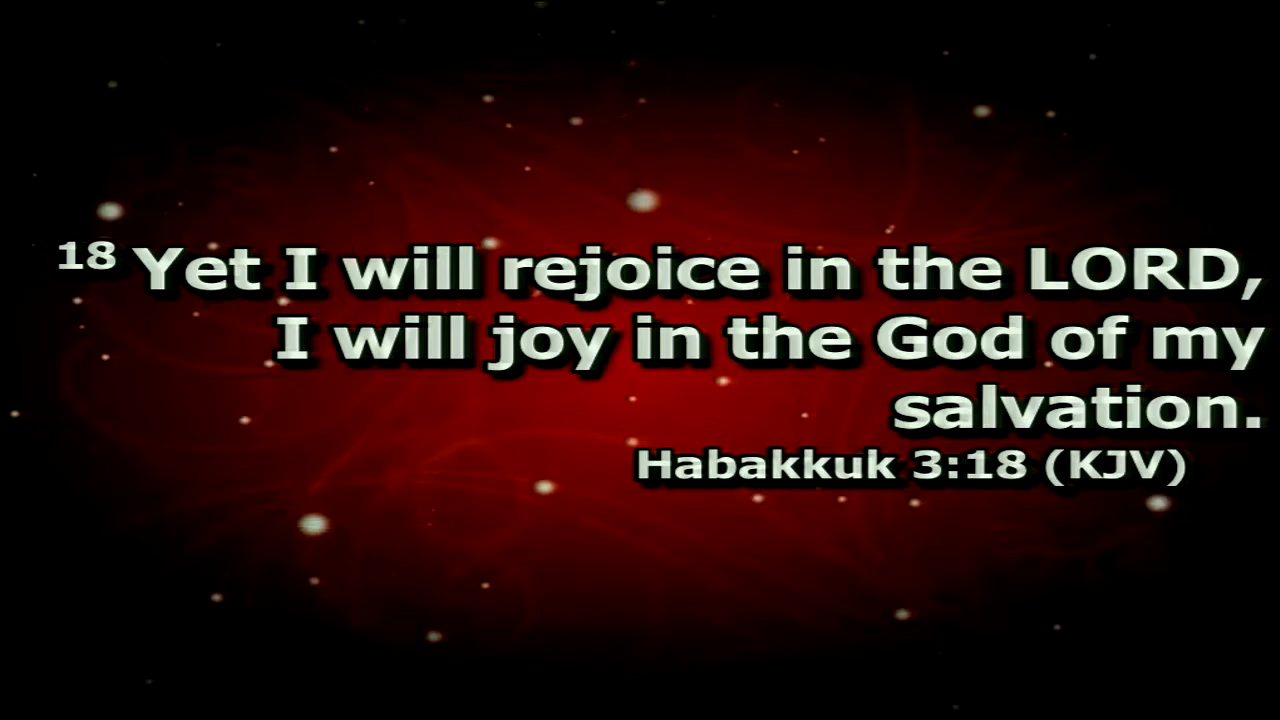 18 Yet I will rejoice in the LORD,
I will joy in the God of my
salvation.
Habakkuk 3:18 (KJV)